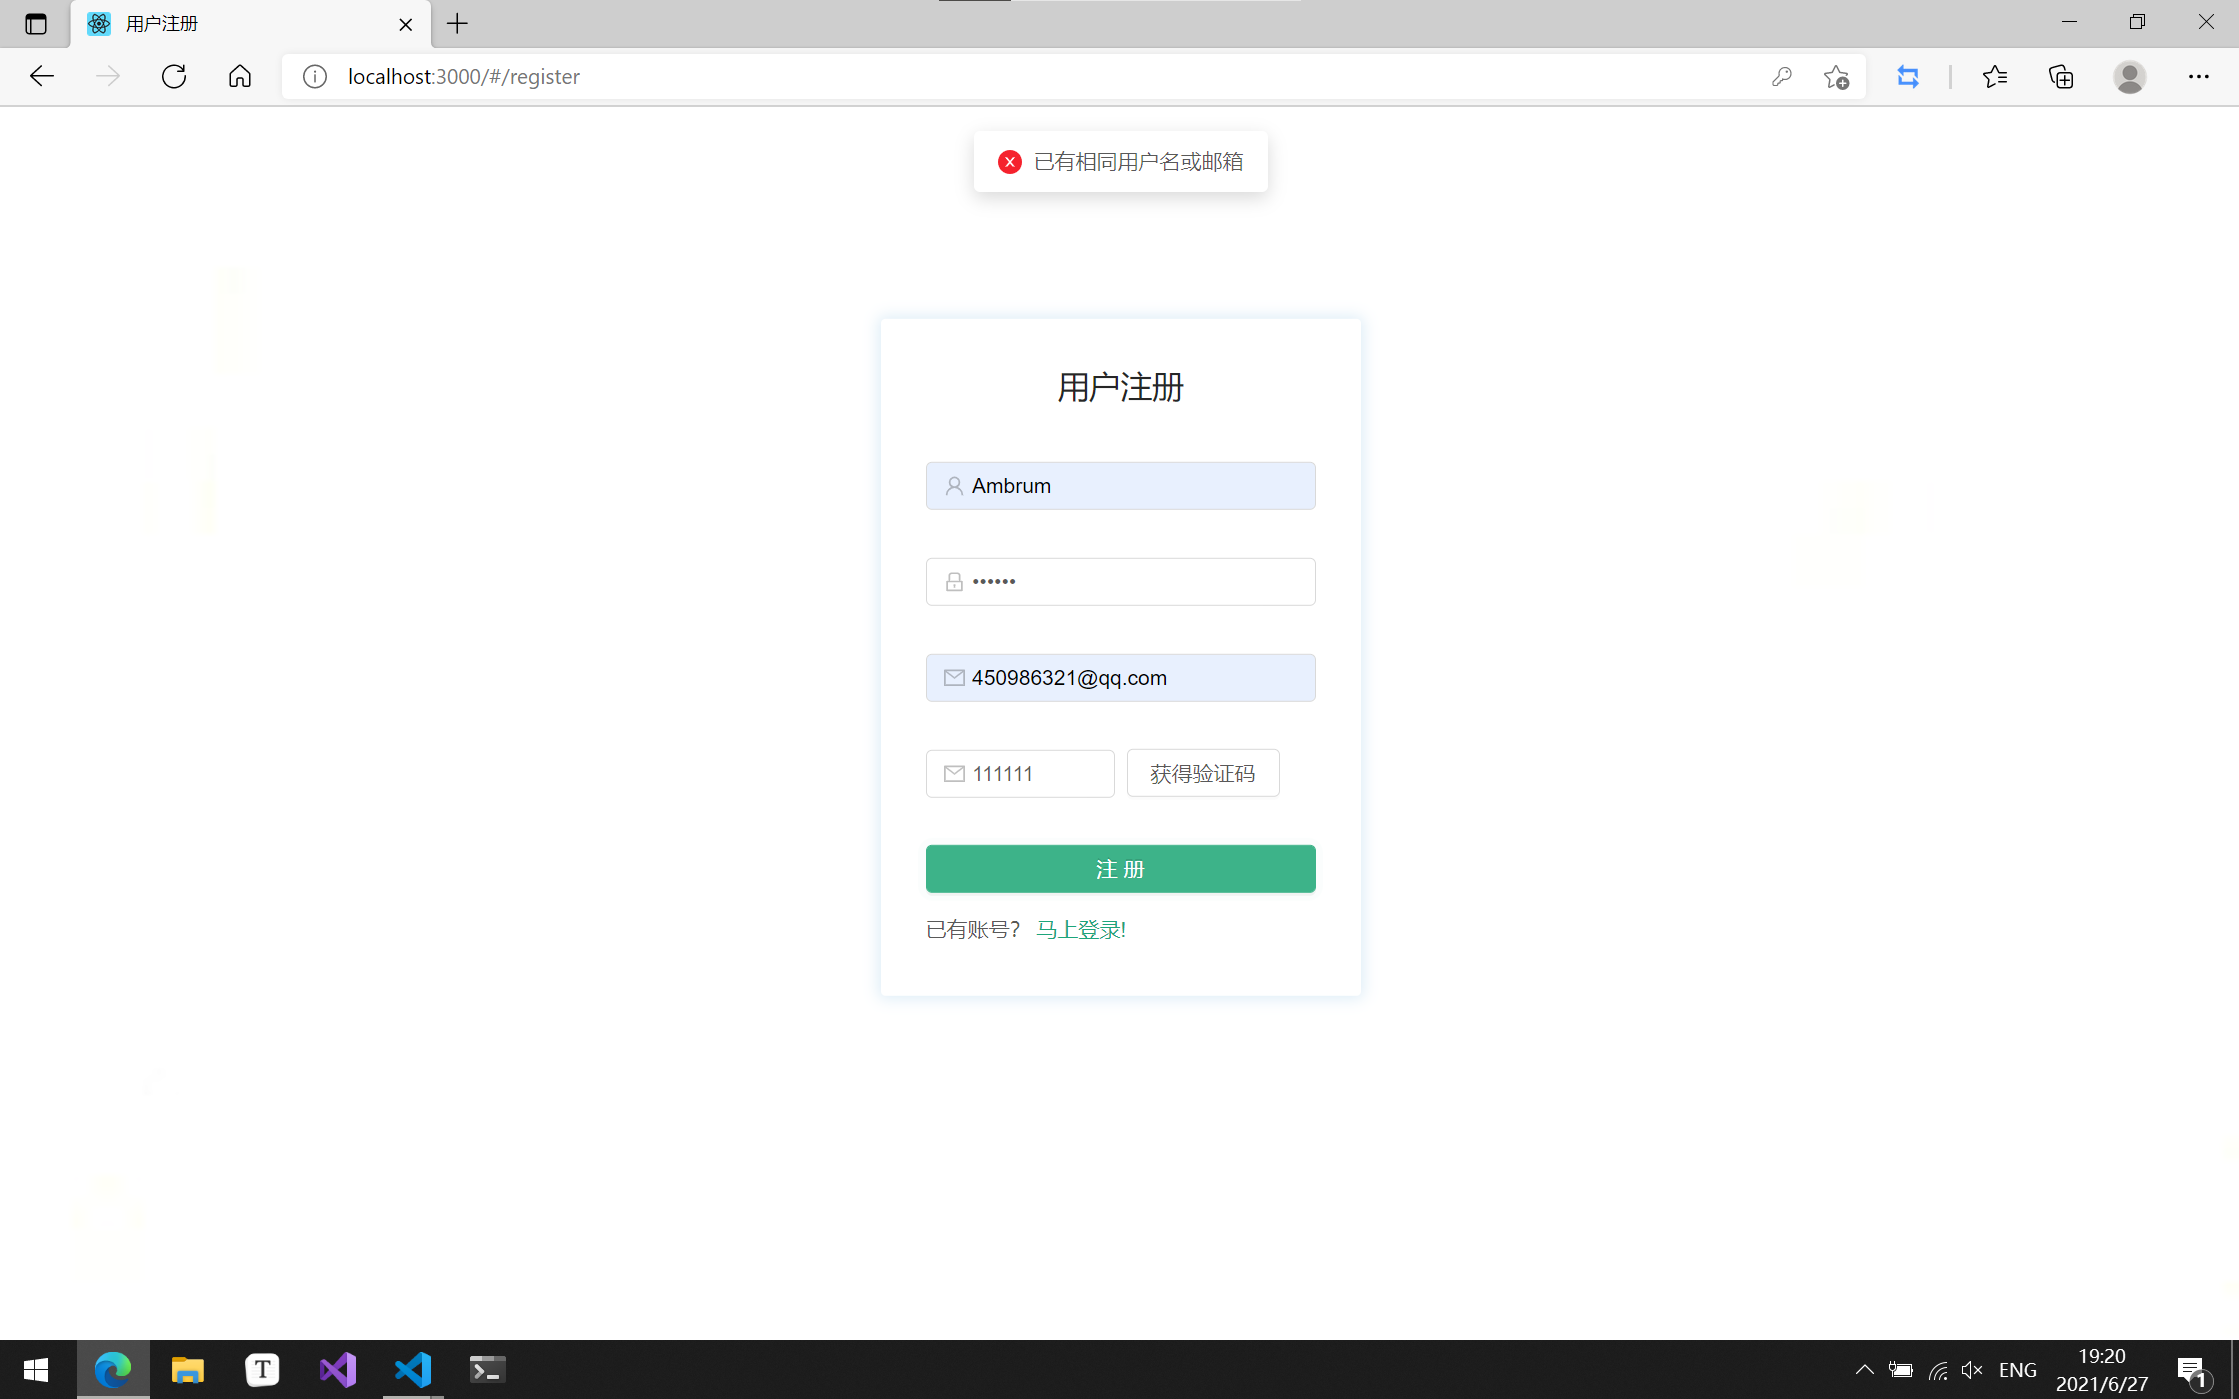 用户注册
localhost:3000/#/register
已有相同用户名或邮箱
用户注册
Ambrum
••••••
450986321@qq.com
111111 获得验证码
注 册
已有账号? 马上登录!
T
ENG
19:20
2021/6/27
1